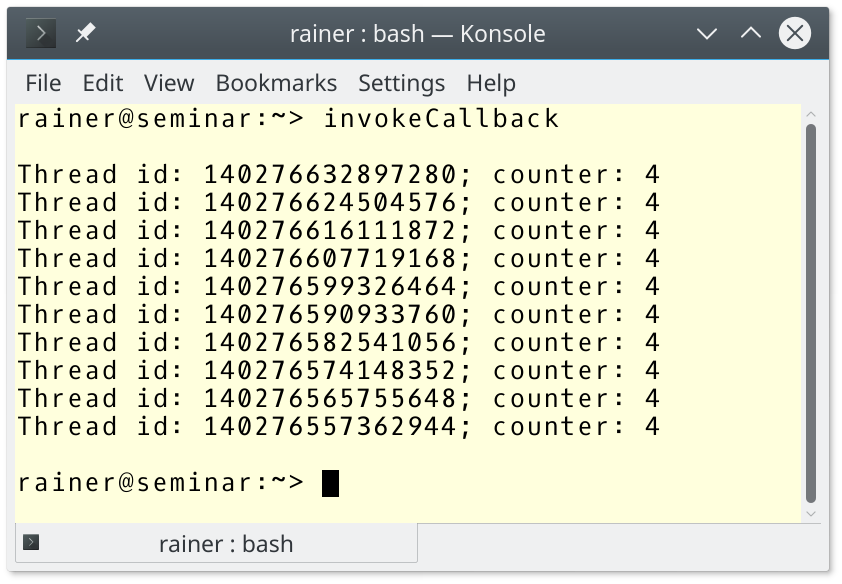 rainer : bash — Konsole
File Edit View Bookmarks Settings Help
rainer@seminar:~> invokeCallback
Thread id: 140276632897280; counter: 4
Thread id: 140276624504576; counter: 4
Thread id: 140276616111872; counter: 4
Thread id: 140276607719168; counter: 4
Thread id: 140276599326464; counter: 4
Thread id: 140276590933760; counter: 4
Thread id: 140276582541056; counter: 4
Thread id: 140276574148352; counter: 4
Thread id: 140276565755648; counter: 4
Thread id: 140276557362944; counter: 4
rainer@seminar:~>
rainer : bash